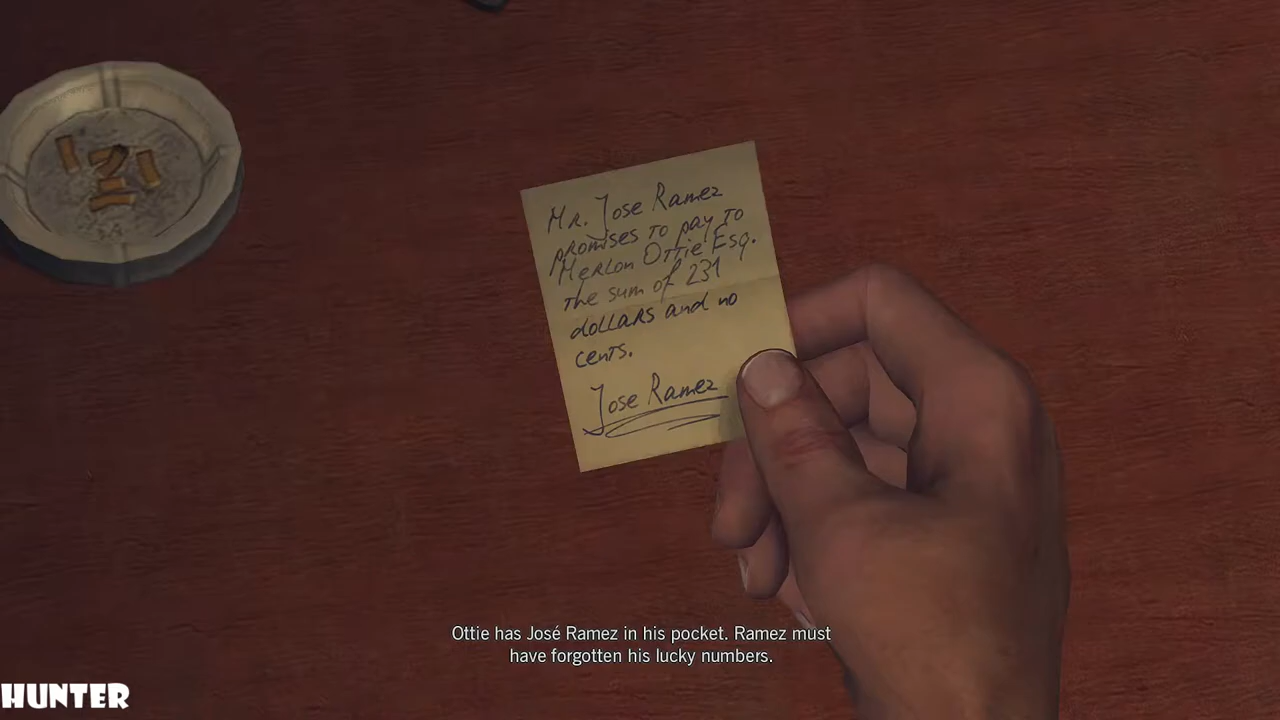 Mr. Jose Ramez
promises to pay to
Merlon Ottie Esq.
the sum of 231
dollars and no
cents.
Jose Ramez
Ottie has José Ramez in his pocket. Ramez must
have forgotten his lucky numbers.
HUNTER